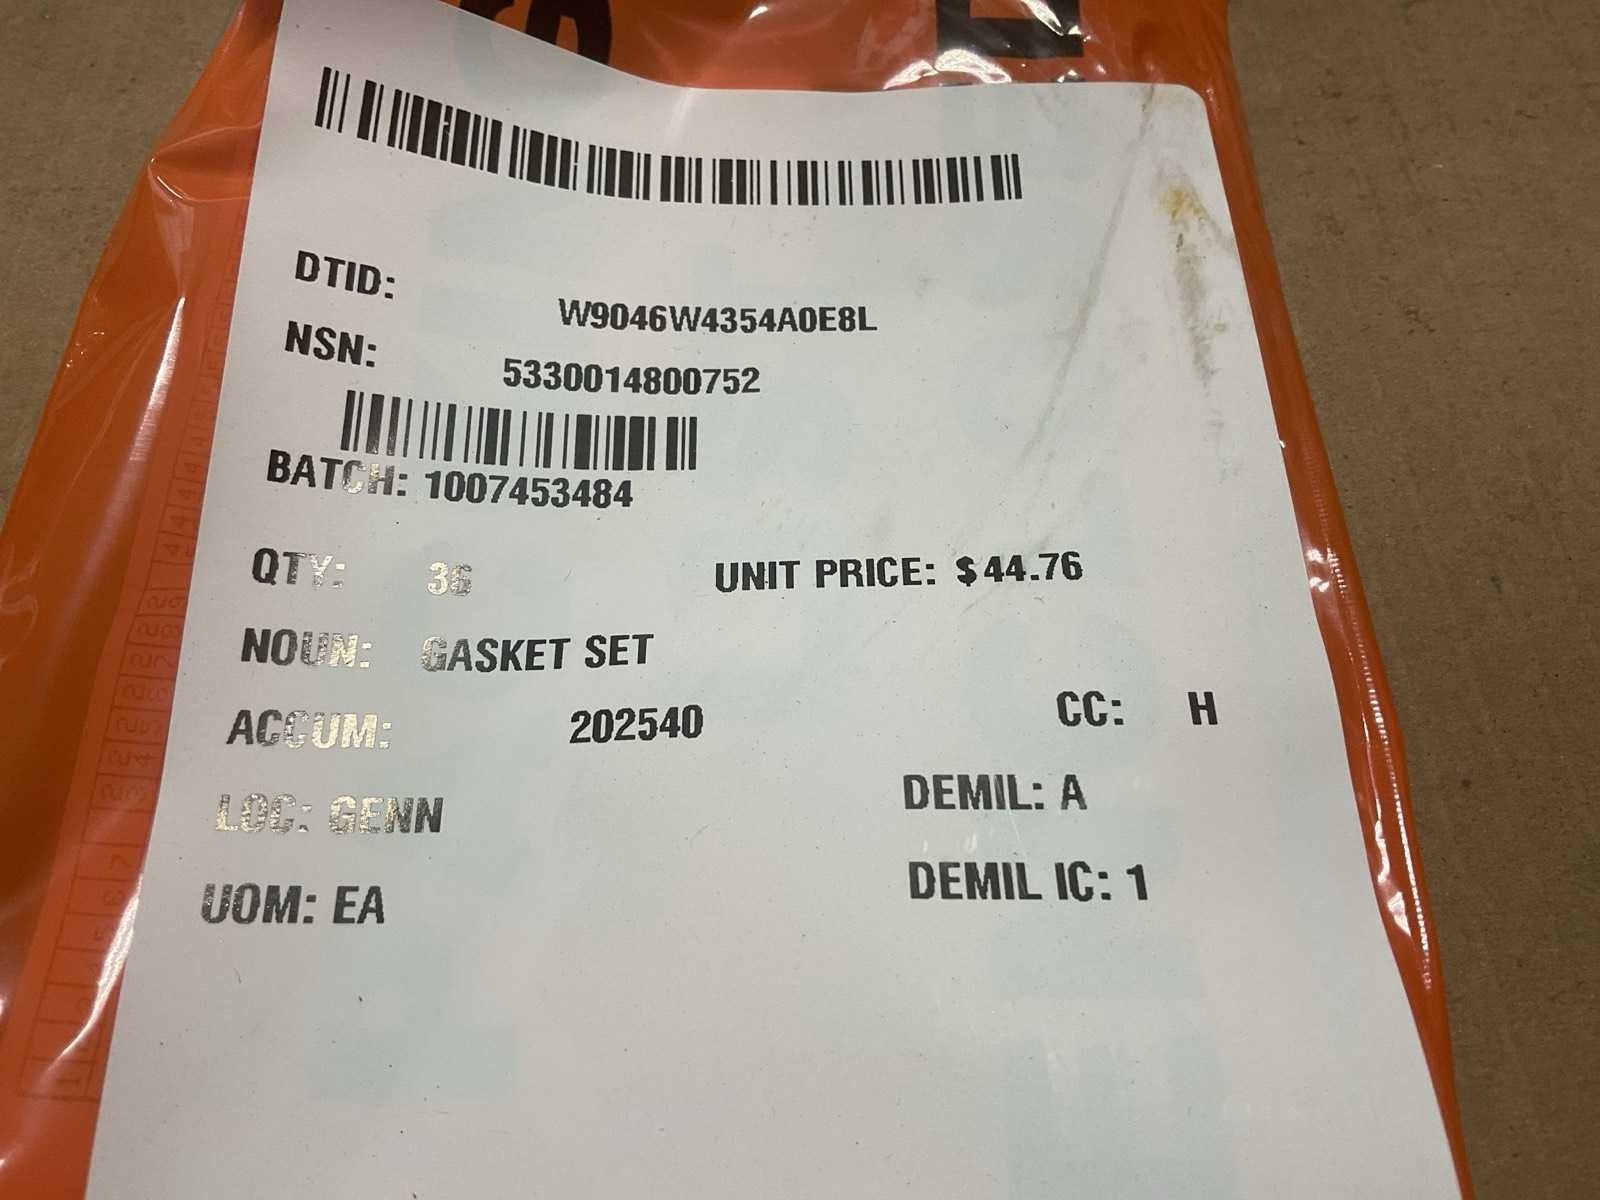 DTID: W9046W4354A0E8L
NSN: 5330014800752
BATCH: 1007453484
QTY: 36 UNIT PRICE: $ 44.76
NOUN: GASKET SET
ACCUM: 202540 CC: H
LOC: GENN DEMIL: A
UOM: EA DEMIL IC: 1